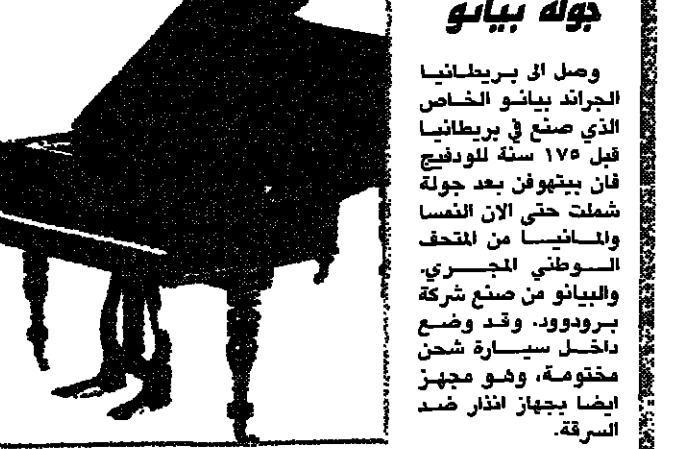 جولة بيانو
وصل الى بريطانيا
الجراند بيانو الخاص
الذي صنع في بريطانيا
قبل ١٧٥ سنة للودفيج
فان بيتهوفن بعد جولة
شملت حتى الان النمسا
والمانيا من المتحف
الوطني المجري.
والبيانو من صنع شركة
برودوود. وقد وضع
داخل سيارة شحن
مختومة، وهو مجهز
ايضا بجهاز انذار ضد
السرقة.